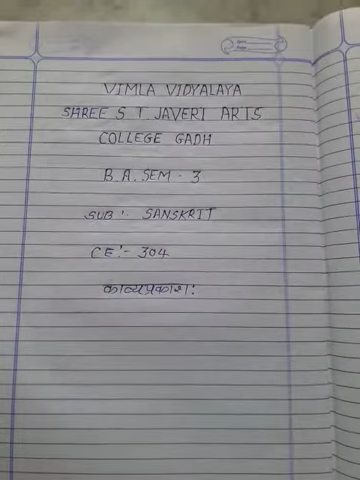 VIMLA VIDYALAYA
SHREE S. T. JAVERI ARTS
COLLEGE GADH
B.A. SEM - 3
SUB :- SANSKRIT
CE :- 304
काव्यप्रकाश: